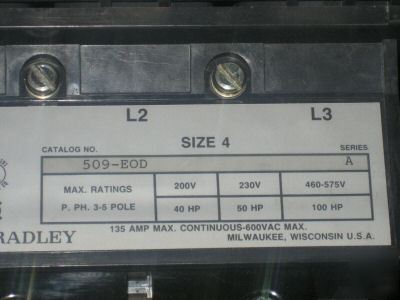 L2 L3
SIZE 4
CATALOG NO. SERIES
509-EOD A
MAX. RATINGS 200V 230V 460-575V
P. PH. 3-5 POLE 40 HP 50 HP 100 HP
135 AMP MAX. CONTINUOUS-600VAC MAX.
RADLEY MILWAUKEE, WISCONSIN U.S.A.